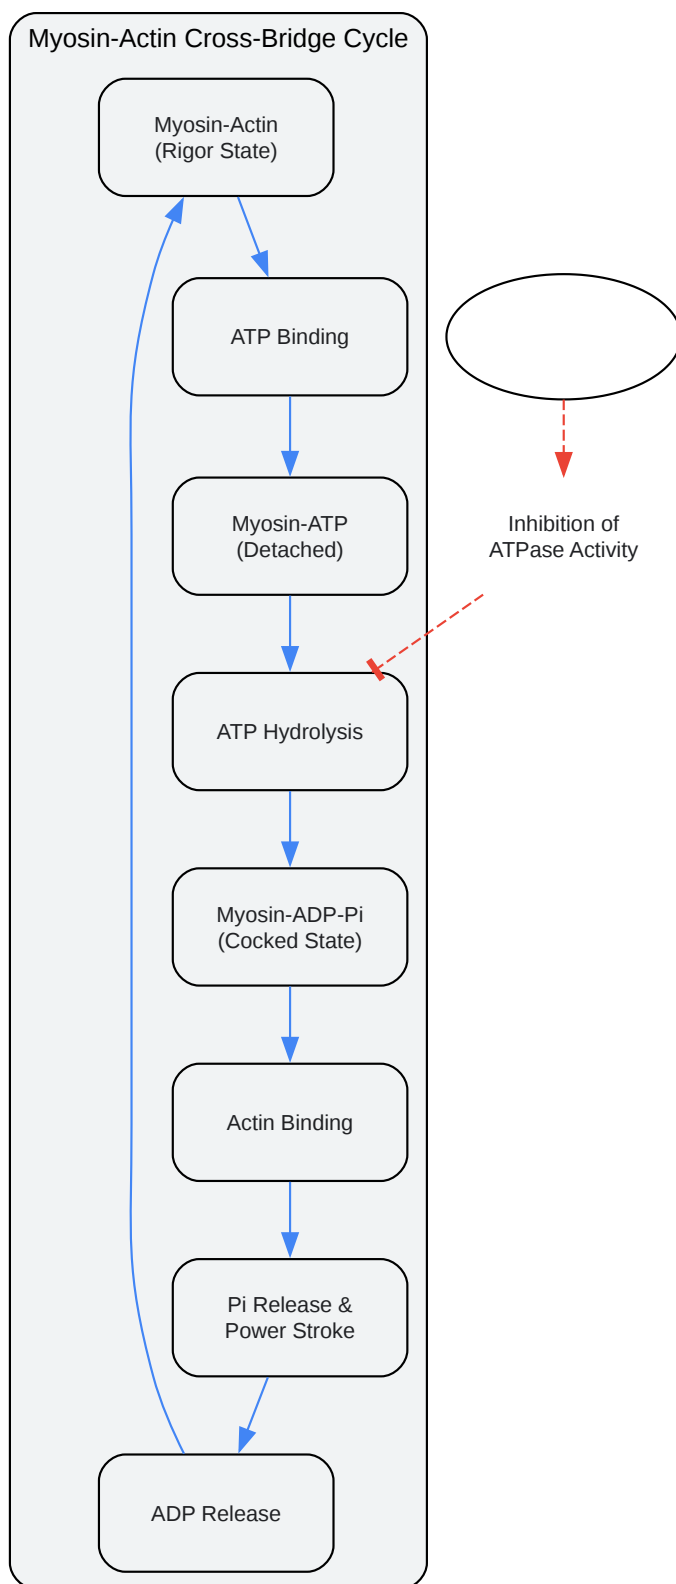 Myosin-Actin Cross-Bridge Cycle
Myosin-Actin
(Rigor State)
ATP Binding
Myosin-ATP
(Detached)
Inhibition of
ATPase Activity
ATP Hydrolysis
Myosin-ADP-Pi
(Cocked State)
Actin Binding
Pi Release &
Power Stroke
ADP Release